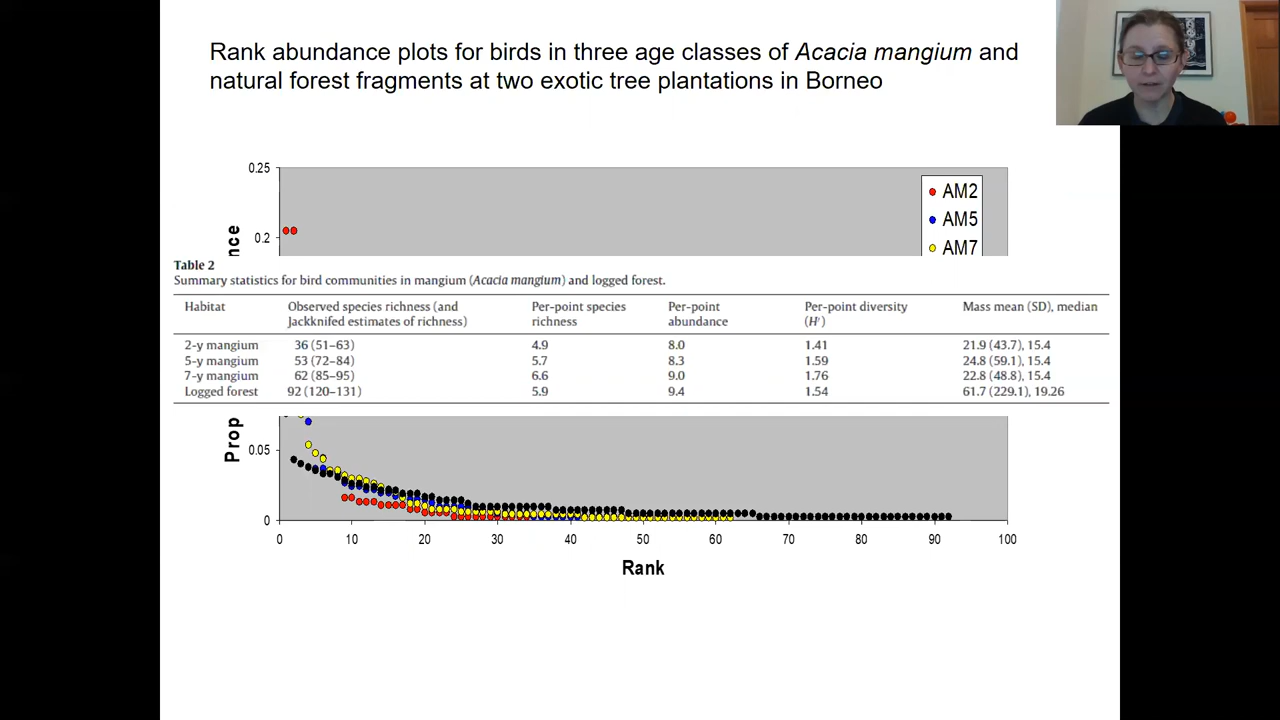 Rank abundance plots for birds in three age classes of Acacia mangium and
natural forest fragments at two exotic tree plantations in Borneo
0.25
AM2
AM5
0.2
AM7
nce
Table 2
Summary statistics for bird communities in mangium (Acacia mangium) and logged forest.
Habitat Observed species richness (and Per-point species Per-point Per-point diversity Mass mean (SD), median
Jackknifed estimates of richness) richness abundance (H′)
2-y mangium 36 (51–63) 4.9 8.0 1.41 21.9 (43.7), 15.4
5-y mangium 53 (72–84) 5.7 8.3 1.59 24.8 (59.1), 15.4
7-y mangium 62 (85–95) 6.6 9.0 1.76 22.8 (48.8), 15.4
Logged forest 92 (120–131) 5.9 9.4 1.54 61.7 (229.1), 19.26
Prop
0.05
0
0 10 20 30 40 50 60 70 80 90 100
Rank